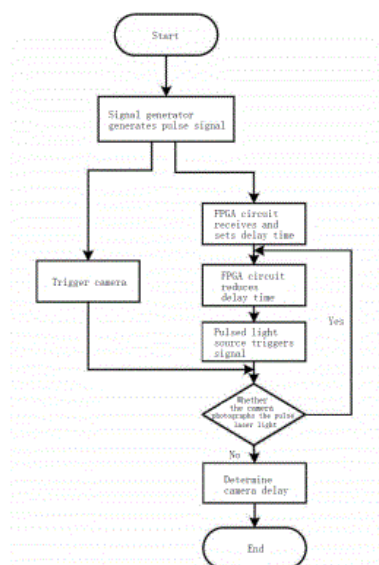 Start
Signal generator
generates pulse signal
FPGA circuit
receives and
sets delay time
Trigger camera
FPGA circuit
reduces
delay time
Yes
Pulsed light
source triggers
signal
Whether
the camera
photographs the pulse
laser light
No
Determine
camera delay
End